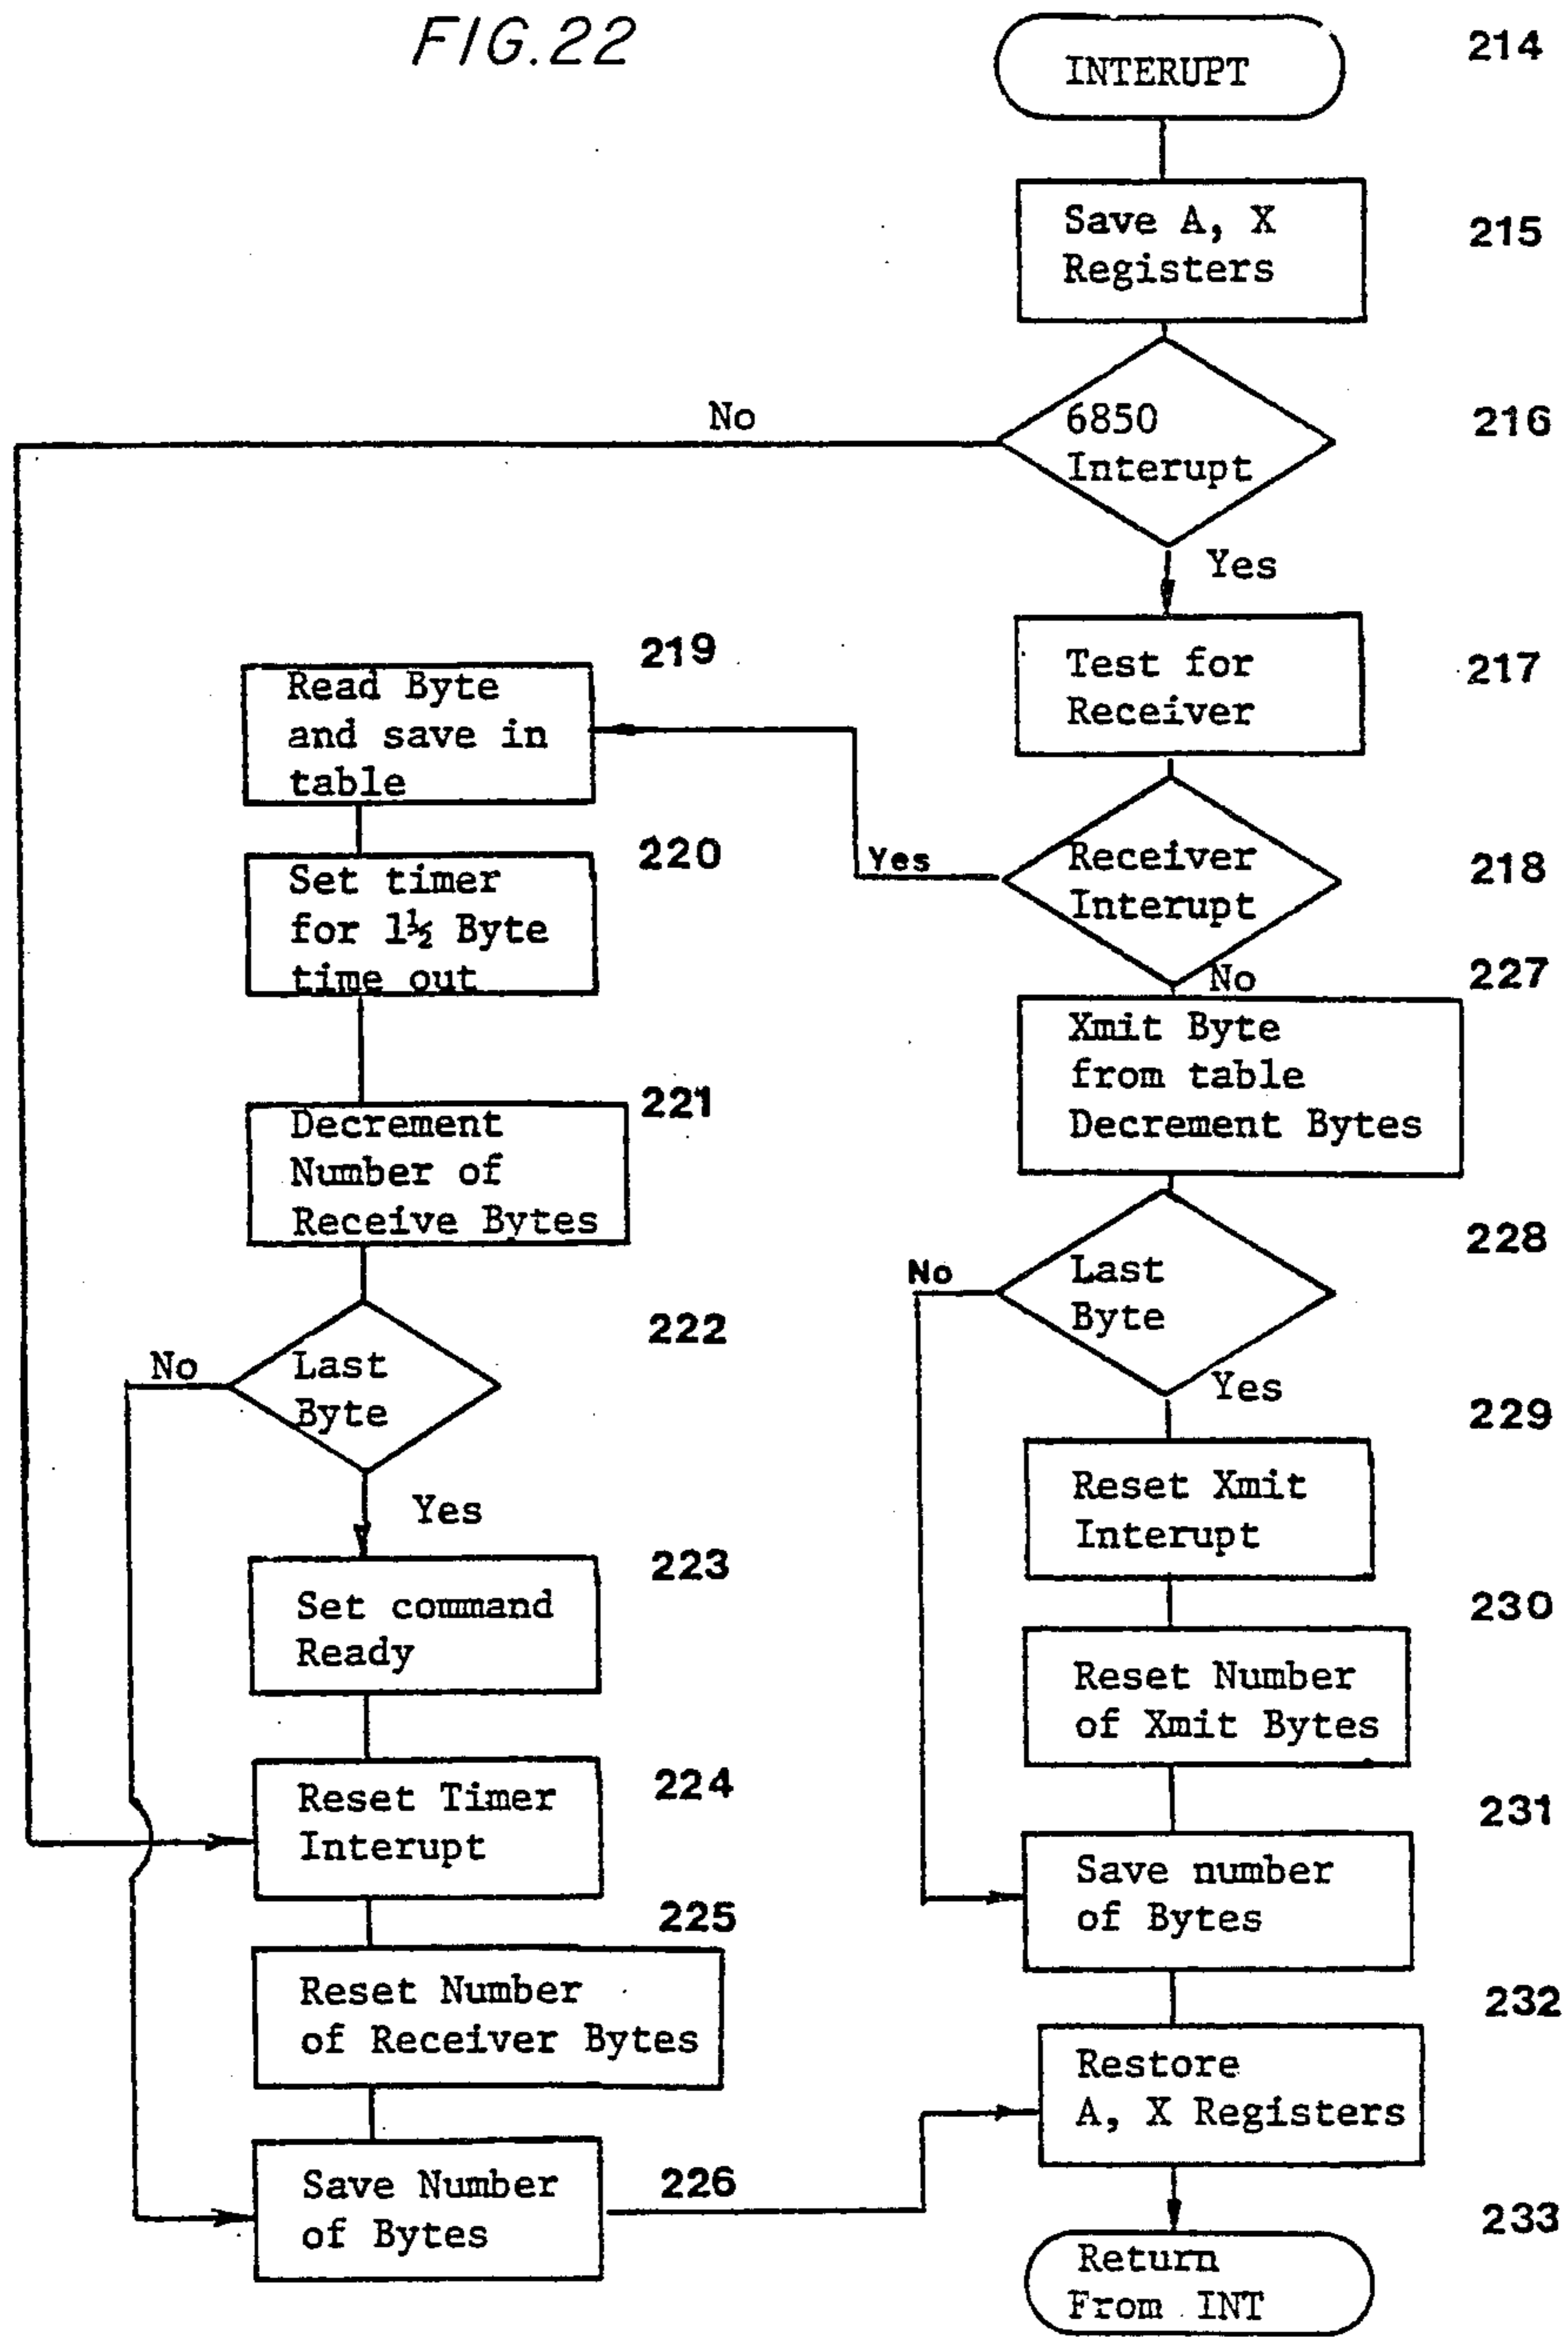 FIG.22
INTERUPT
214
Save A, X
Registers
215
6850
Interupt
216
No
Yes
Test for
Receiver
217
Receiver
Interupt
218
Yes
No
Read Byte
and save in
table
219
Set timer
for 1½ Byte
time out
220
Decrement
Number of
Receive Bytes
221
Last
Byte
222
No
Yes
Set command
Ready
223
Reset Timer
Interupt
224
Reset Number
of Receiver Bytes
225
Save Number
of Bytes
226
Xmit Byte
from table
Decrement Bytes
227
Last
Byte
228
No
Yes
Reset Xmit
Interupt
229
Reset Number
of Xmit Bytes
230
Save number
of Bytes
231
Restore
A, X Registers
232
Return
From INT
233